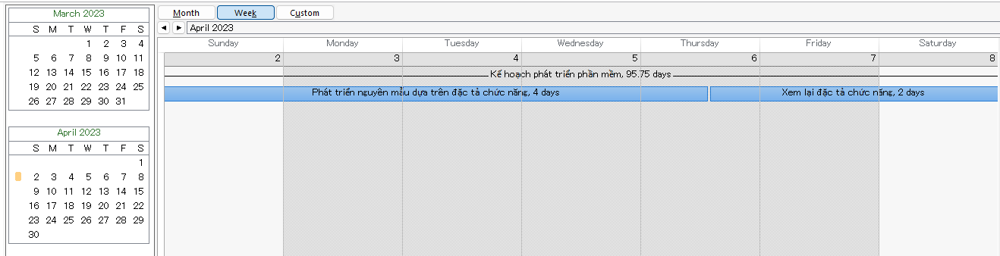 March 2023
S M T W T F S
1 2 3 4
5 6 7 8 9 10 11
12 13 14 15 16 17 18
19 20 21 22 23 24 25
26 27 28 29 30 31
April 2023
S M T W T F S
1
2 3 4 5 6 7 8
9 10 11 12 13 14 15
16 17 18 19 20 21 22
23 24 25 26 27 28 29
30
Month Week Custom
April 2023
Sunday Monday Tuesday Wednesday Thursday Friday Saturday
2 3 4 5 6 7 8
Kế hoạch phát triển phần mềm, 95.75 days
Phát triển nguyên mẫu dựa trên đặc tả chức năng, 4 days Xem lại đặc tả chức năng, 2 days